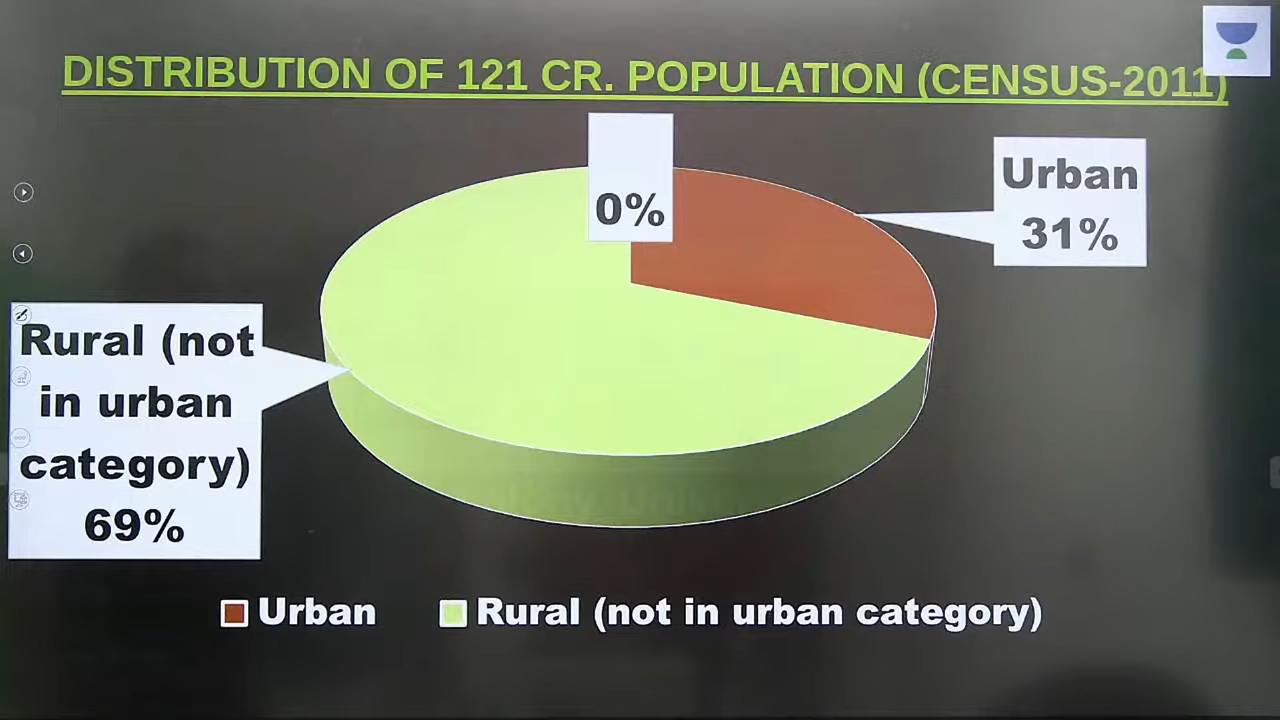 DISTRIBUTION OF 121 CR. POPULATION (CENSUS-2011)
0%
Urban
31%
Rural (not
in urban
category)
69%
Urban
Rural (not in urban category)